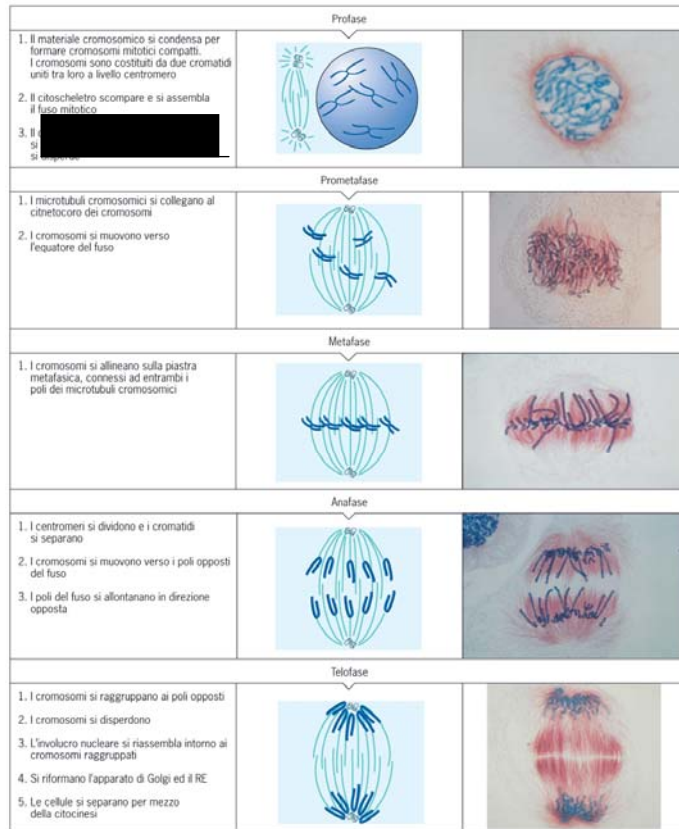 Profase
1. Il materiale cromosomico si condensa per
formare cromosomi mitotici compatti.
I cromosomi sono costituiti da due cromatidi
uniti tra loro a livello centromero
2. Il citoscheletro scompare e si assembla
il fuso mitotico
3. Il
si
si disperde
Prometafase
1. I microtubuli cromosomici si collegano al
citnetocoro dei cromosomi
2. I cromosomi si muovono verso
l'equatore del fuso
Metafase
1. I cromosomi si allineano sulla piastra
metafasica, connessi ad entrambi i
poli dei microtubuli cromosomici
Anafase
1. I centromeri si dividono e i cromatidi
si separano
2. I cromosomi si muovono verso i poli opposti
del fuso
3. I poli del fuso si allontanano in direzione
opposta
Telofase
1. I cromosomi si raggruppano ai poli opposti
2. I cromosomi si disperdono
3. L'involucro nucleare si riassembla intorno ai
cromosomi raggruppati
4. Si riformano l'apparato di Golgi ed il RE
5. Le cellule si separano per mezzo
della citocinesi